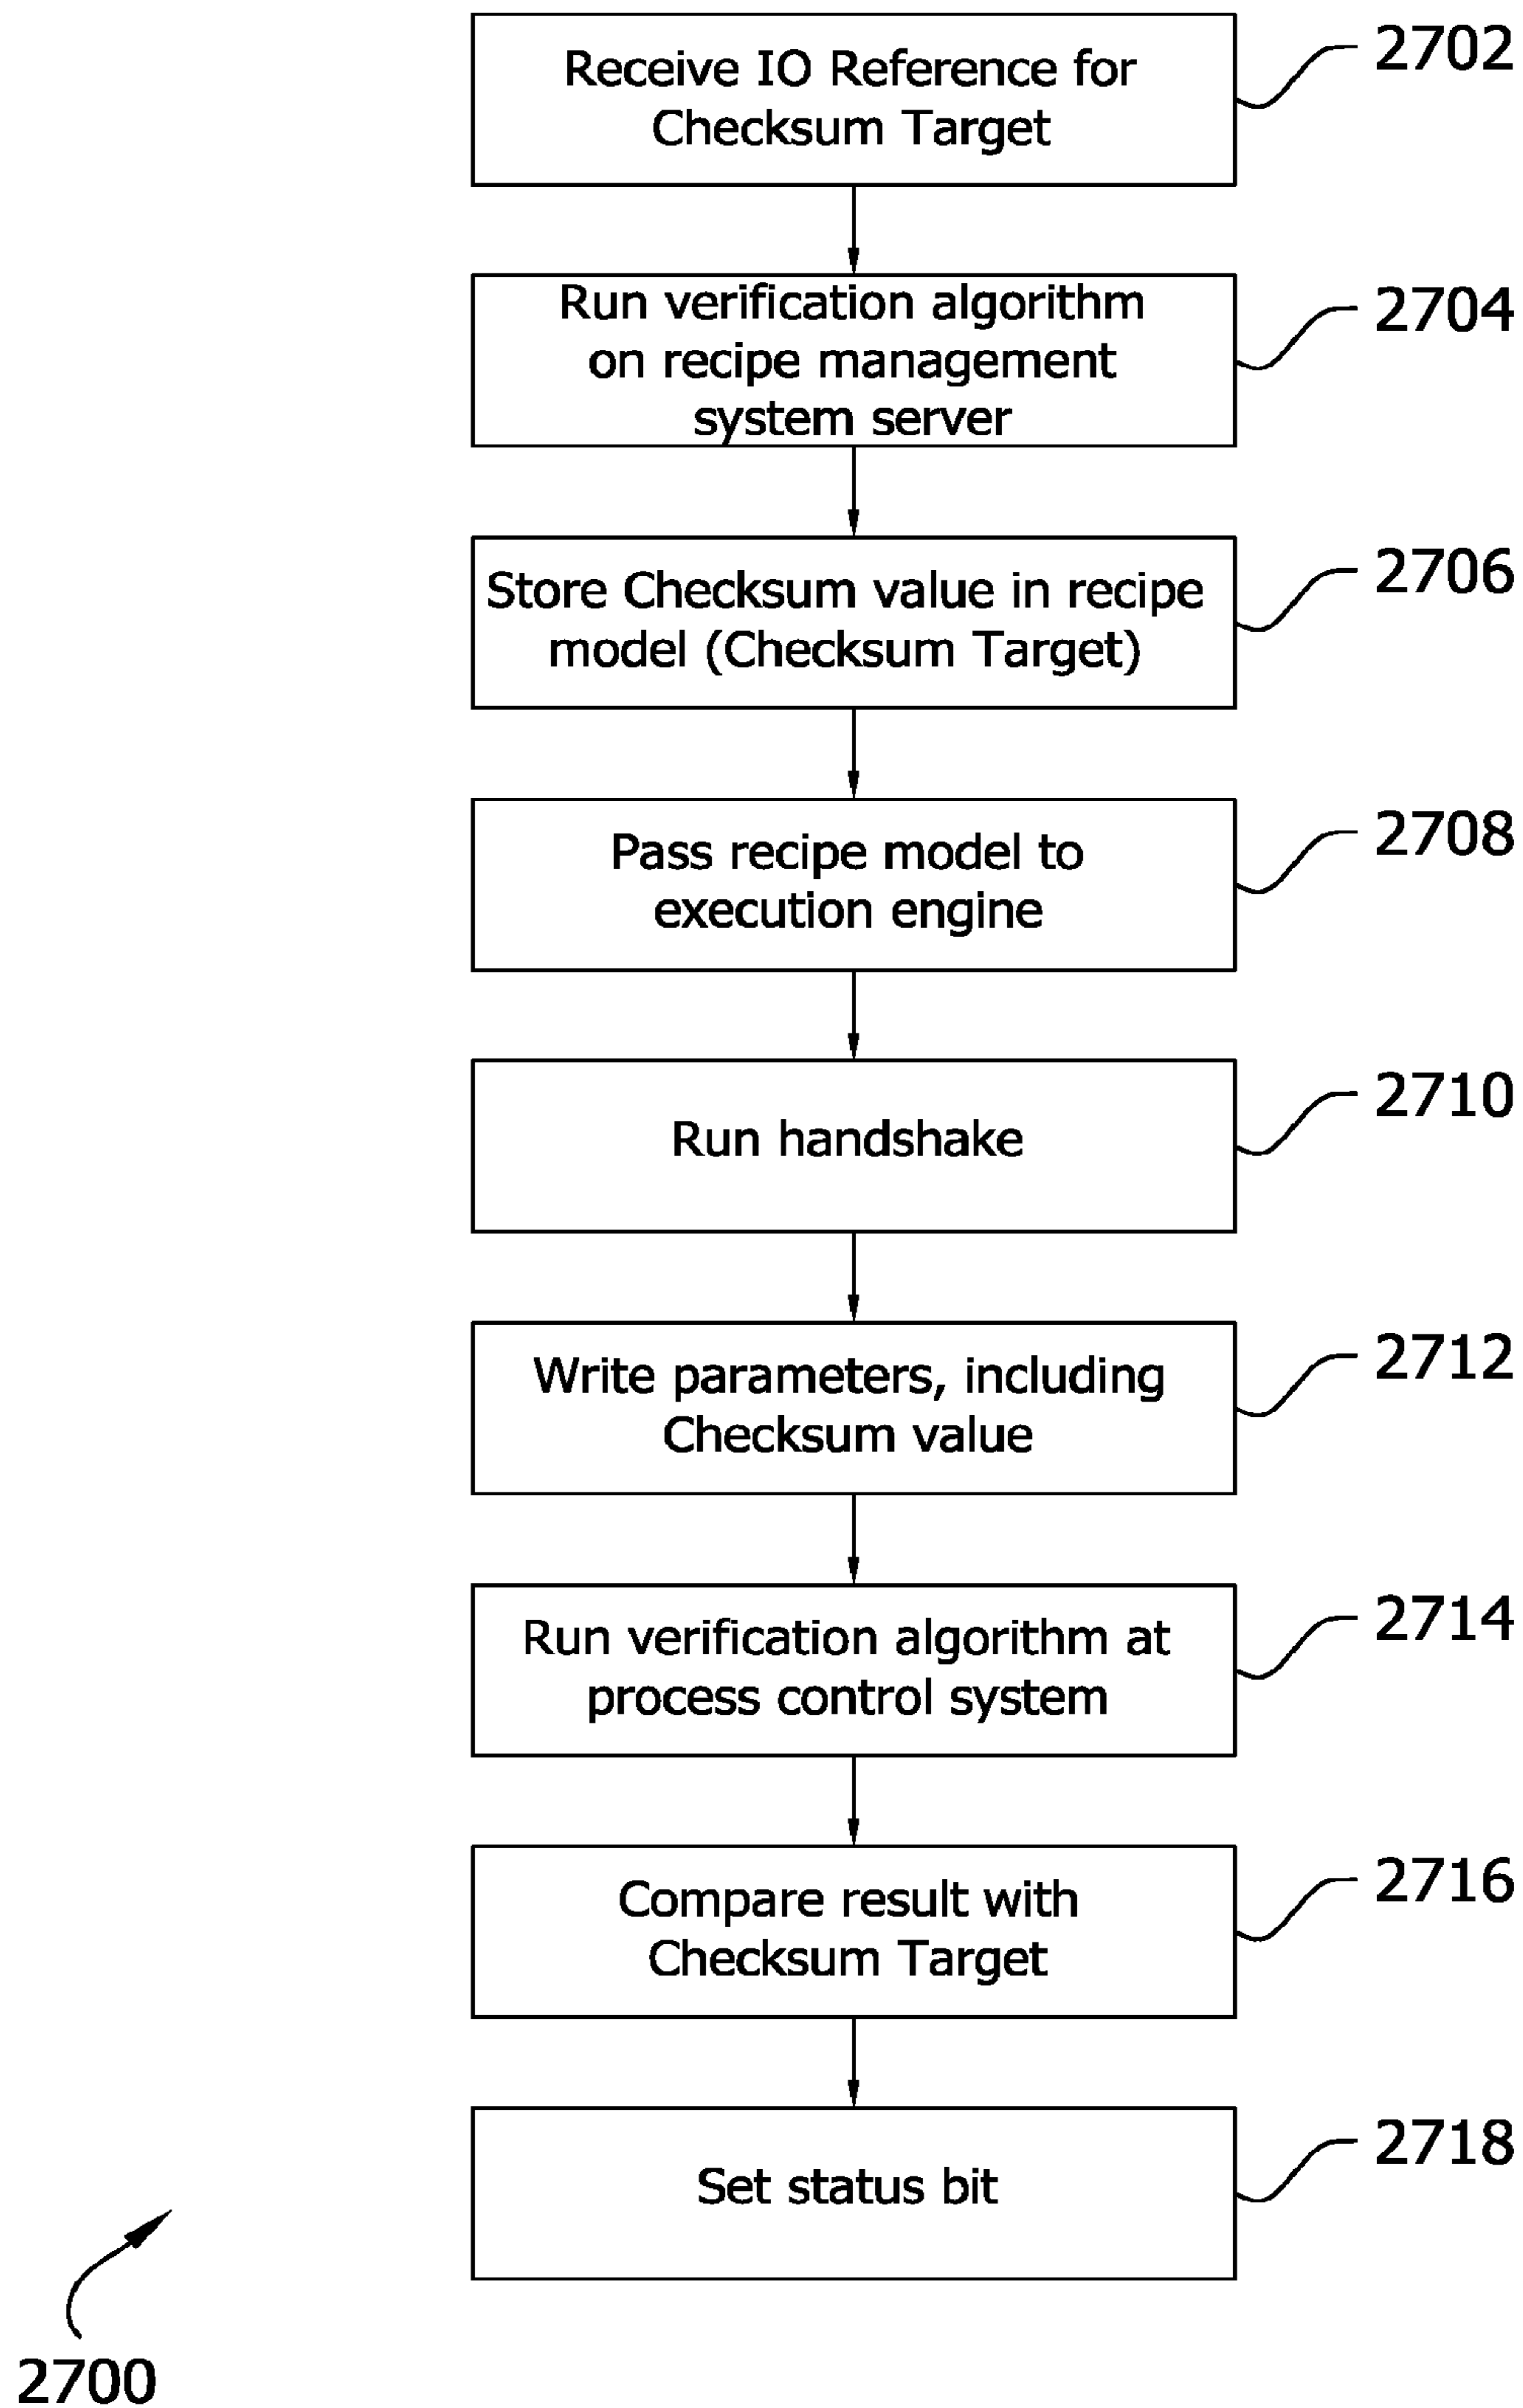 Receive IO Reference for
Checksum Target
2702
Run verification algorithm
on recipe management
system server
2704
Store Checksum value in recipe
model (Checksum Target)
2706
Pass recipe model to
execution engine
2708
Run handshake
2710
Write parameters, including
Checksum value
2712
Run verification algorithm at
process control system
2714
Compare result with
Checksum Target
2716
Set status bit
2718
2700